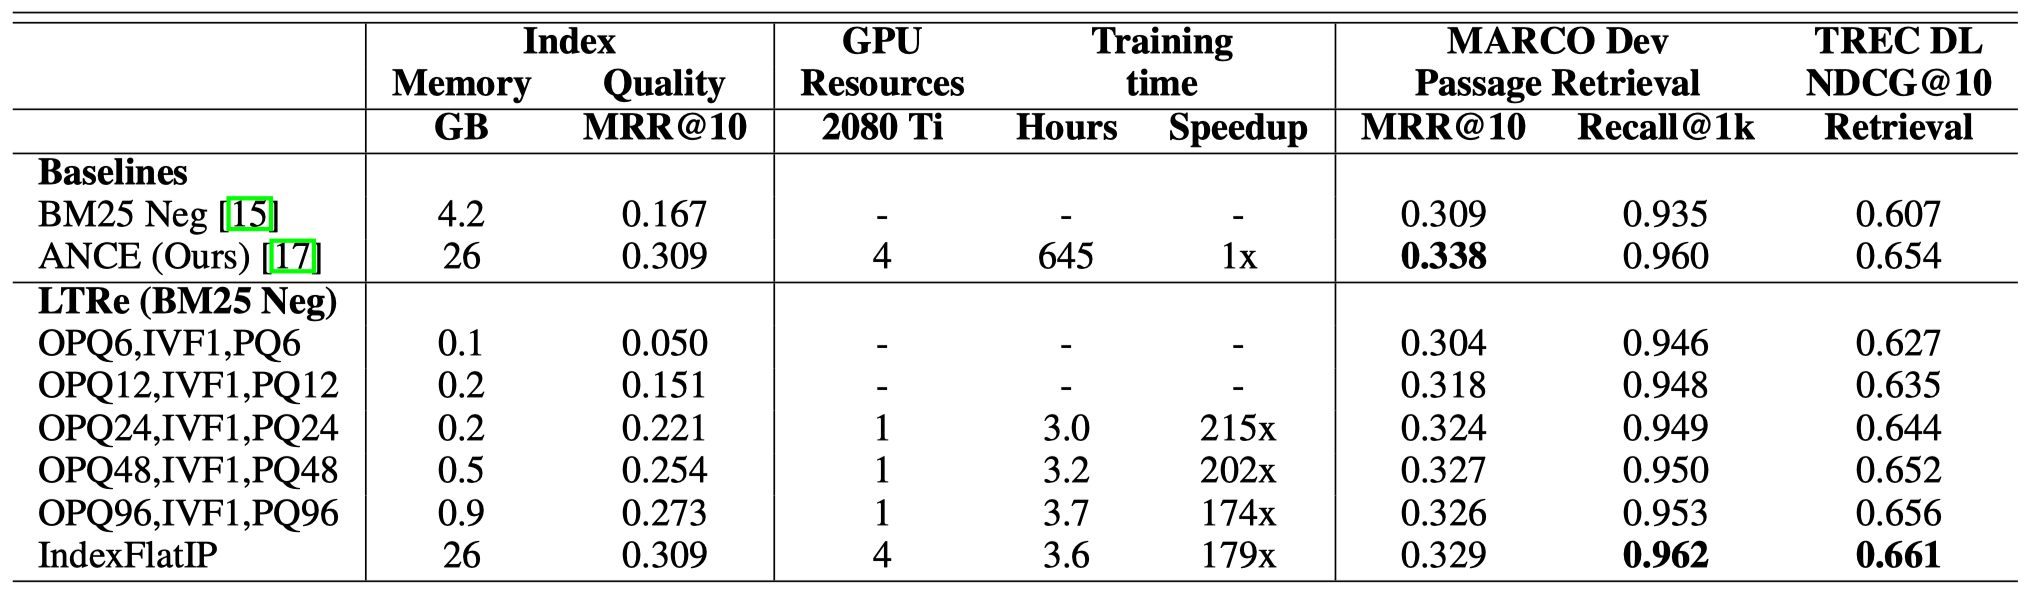 Index GPU Training MARCO Dev TREC DL
Memory Quality Resources time Passage Retrieval NDCG@10
GB MRR@10 2080 Ti Hours Speedup MRR@10 Recall@1k Retrieval
Baselines
BM25 Neg [15] 4.2 0.167 - - - 0.309 0.935 0.607
ANCE (Ours) [17] 26 0.309 4 645 1x 0.338 0.960 0.654
LTRe (BM25 Neg)
OPQ6,IVF1,PQ6 0.1 0.050 - - - 0.304 0.946 0.627
OPQ12,IVF1,PQ12 0.2 0.151 - - - 0.318 0.948 0.635
OPQ24,IVF1,PQ24 0.2 0.221 1 3.0 215x 0.324 0.949 0.644
OPQ48,IVF1,PQ48 0.5 0.254 1 3.2 202x 0.327 0.950 0.652
OPQ96,IVF1,PQ96 0.9 0.273 1 3.7 174x 0.326 0.953 0.656
IndexFlatIP 26 0.309 4 3.6 179x 0.329 0.962 0.661